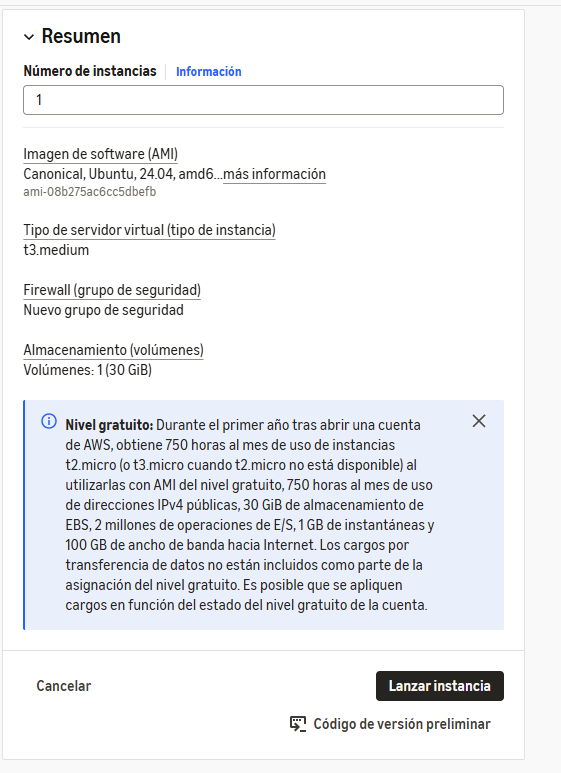 Resumen
Número de instancias Información
1
Imagen de software (AMI)
Canonical, Ubuntu, 24.04, amd6...más información
ami-08b275ac6cc5dbefb
Tipo de servidor virtual (tipo de instancia)
t3.medium
Firewall (grupo de seguridad)
Nuevo grupo de seguridad
Almacenamiento (volúmenes)
Volúmenes: 1 (30 GiB)
Nivel gratuito: Durante el primer año tras abrir una cuenta
de AWS, obtiene 750 horas al mes de uso de instancias
t2.micro (o t3.micro cuando t2.micro no está disponible) al
utilizarlas con AMI del nivel gratuito, 750 horas al mes de uso
de direcciones IPv4 públicas, 30 GiB de almacenamiento de
EBS, 2 millones de operaciones de E/S, 1 GB de instantáneas y
100 GB de ancho de banda hacia Internet. Los cargos por
transferencia de datos no están incluidos como parte de la
asignación del nivel gratuito. Es posible que se apliquen
cargos en función del estado del nivel gratuito de la cuenta.
Cancelar
Lanzar instancia
Código de versión preliminar